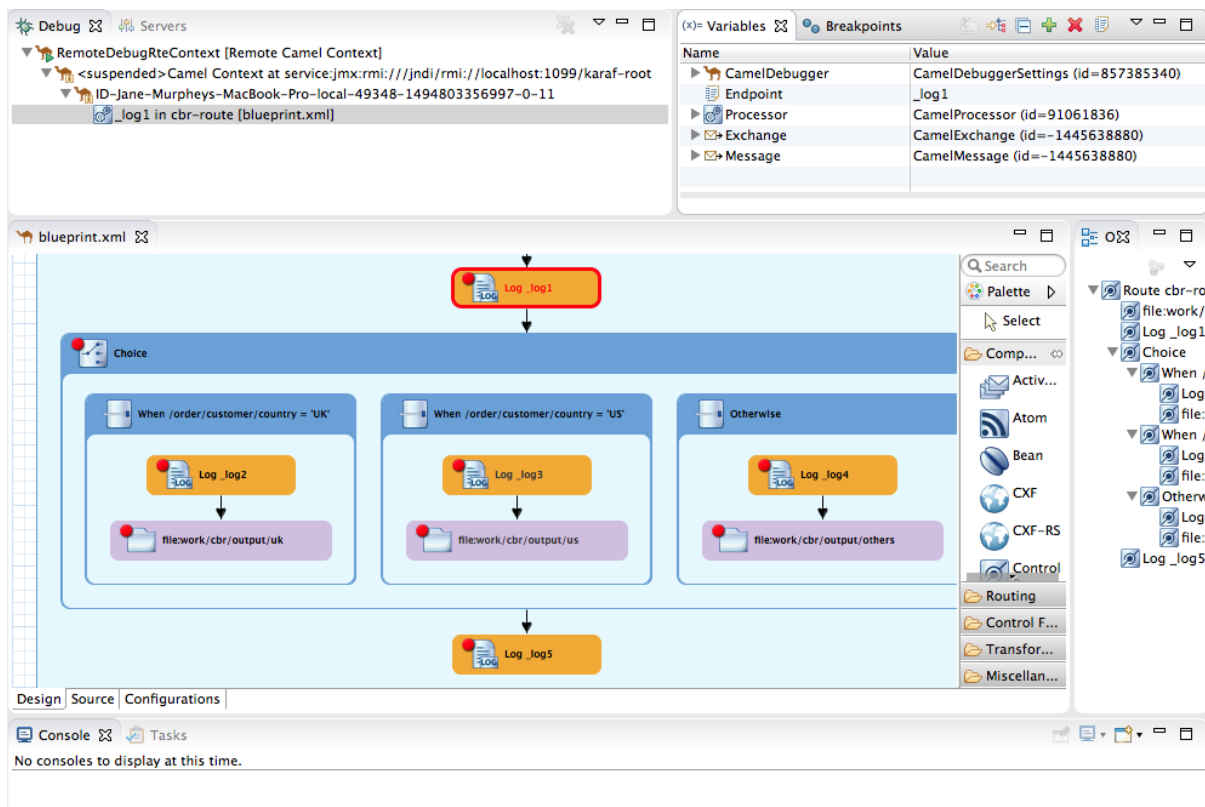 Debug Servers
RemoteDebugRteContext [Remote Camel Context]
<suspended>Camel Context at service:jmx:rmi:///jndi/rmi://localhost:1099/karaf-root
ID-Jane-Murpheys-MacBook-Pro-local-49348-1494803356997-0-11
_log1 in cbr-route [blueprint.xml]
(x)= Variables Breakpoints
Name Value
CamelDebugger CamelDebuggerSettings (id=857385340)
Endpoint _log1
Processor CamelProcessor (id=91061836)
Exchange CamelExchange (id=-1445638880)
Message CamelMessage (id=-1445638880)
blueprint.xml
Log _log1
Choice
When /order/customer/country = 'UK' When /order/customer/country = 'US' Otherwise
LOG Log _log2 LOG Log _log3 LOG Log _log4
file:work/cbr/output/uk file:work/cbr/output/us file:work/cbr/output/others
LOG Log _log5
Search
Palette
Select
Comp...
Activ...
Atom
Bean
CXF
CXF-RS
Control
Routing
Control F...
Transfor...
Miscellan...
O
Route cbr-ro
file:work/
Log _log1
Choice
When /
Log
file:
When /
Log
file:
Otherw
Log
file:
Log _log5
Design Source Configurations
Console Tasks
No consoles to display at this time.